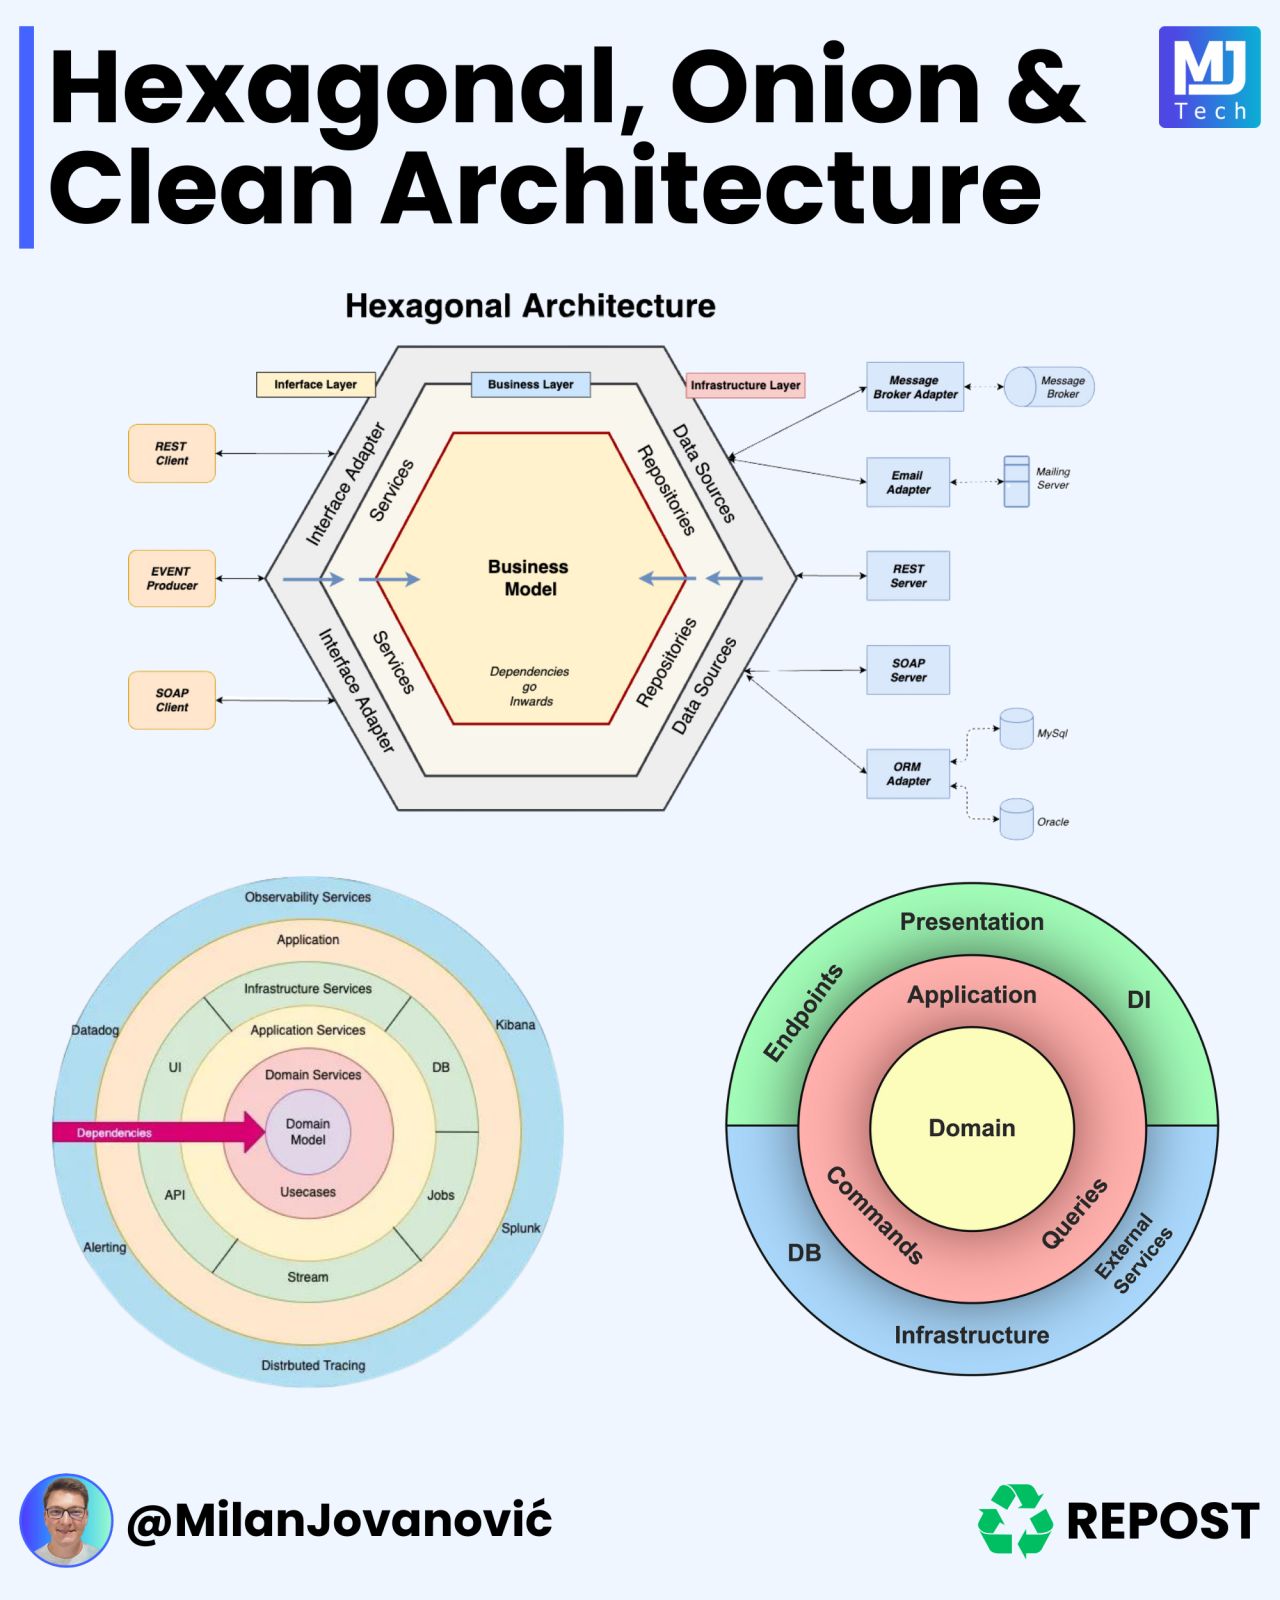 Hexagonal, Onion &
Clean Architecture
MJ
Tech
Hexagonal Architecture
Inferface Layer
Business Layer
Infrastructure Layer
REST
Client
EVENT
Producer
SOAP
Client
Interface Adapter
Services
Interface Adapter
Services
Business
Model
Dependencies
go
Inwards
Repositories
Data Sources
Repositories
Data Sources
Message
Broker Adapter
Message
Broker
Email
Adapter
Mailing
Server
REST
Server
SOAP
Server
ORM
Adapter
MySql
Oracle
Observability Services
Application
Infrastructure Services
Application Services
Domain Services
Domain
Model
Usecases
Datadog
Kibana
UI
DB
Dependencies
API
Jobs
Alerting
Splunk
Stream
Distrbuted Tracing
Presentation
Endpoints
DI
Application
Domain
Commands
Queries
DB
External
Services
Infrastructure
@MilanJovanović
REPOST